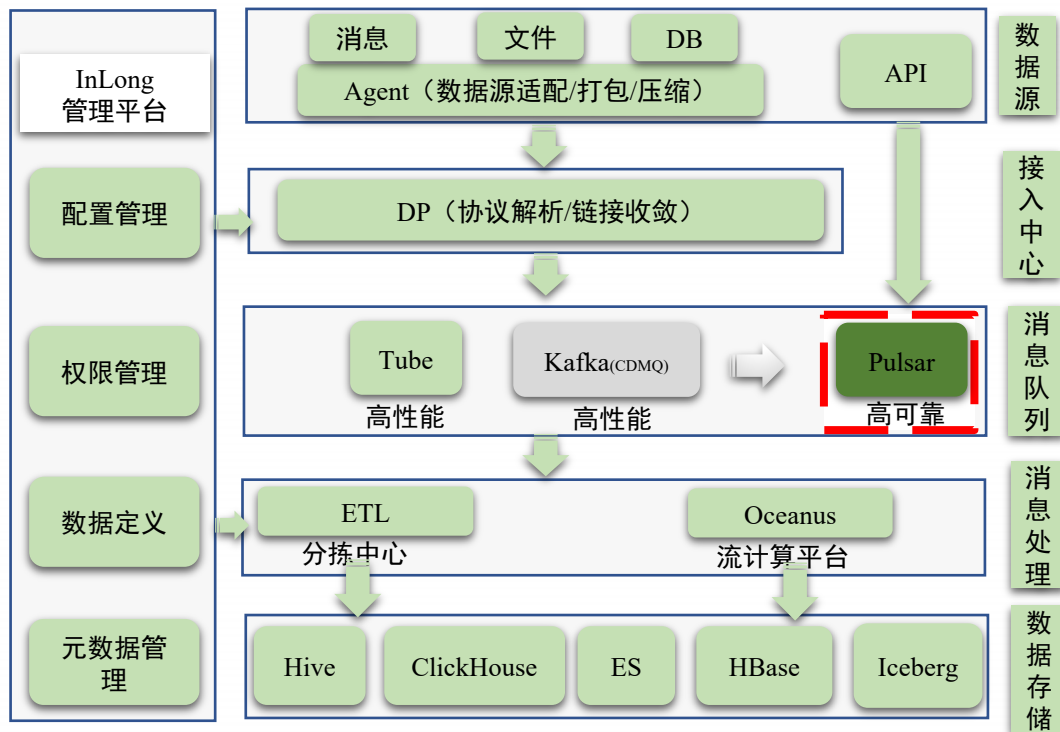 InLong
管理平台
配置管理
权限管理
数据定义
元数据管
理
消息
文件
DB
Agent（数据源适配/打包/压缩）
API
数据源
DP（协议解析/链接收敛）
接入中心
Tube
高性能
Kafka(CDMQ)
高性能
Pulsar
高可靠
消息队列
ETL
分拣中心
Oceanus
流计算平台
消息处理
Hive
ClickHouse
ES
HBase
Iceberg
数据存储